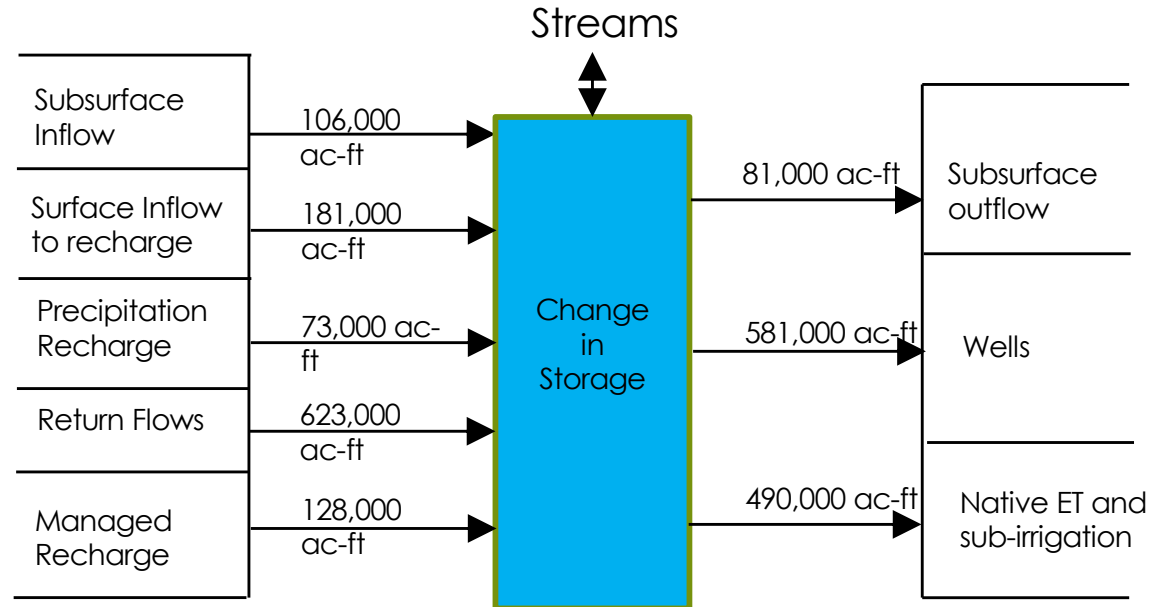 Streams
Subsurface
Inflow
106,000
ac-ft
Surface Inflow
to recharge
181,000
ac-ft
Precipitation
Recharge
73,000 ac-
ft
Return Flows
623,000
ac-ft
Managed
Recharge
128,000
ac-ft
Change
in
Storage
81,000 ac-ft
Subsurface
outflow
581,000 ac-ft
Wells
490,000 ac-ft
Native ET and
sub-irrigation